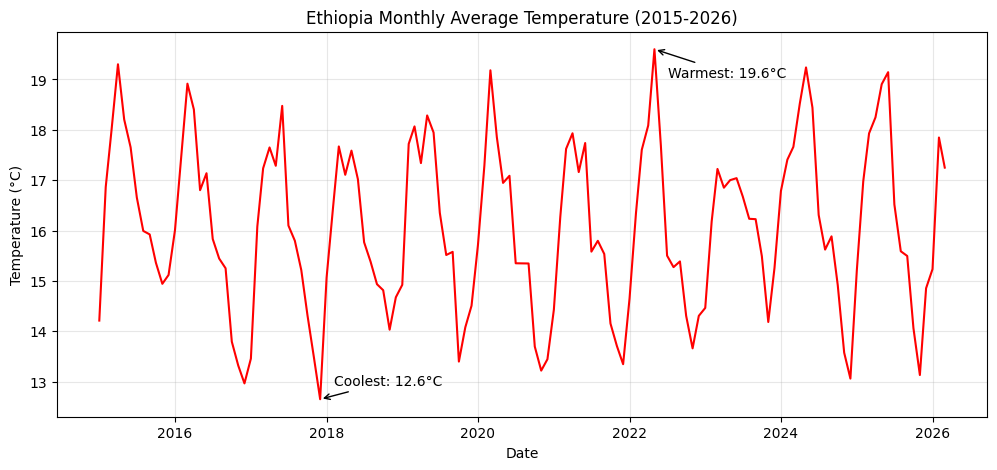 Ethiopia Monthly Average Temperature (2015-2026)
Warmest: 19.6°C
Coolest: 12.6°C
Temperature (°C)
19
18
17
16
15
14
13
2016
2018
2020
2022
2024
2026
Date